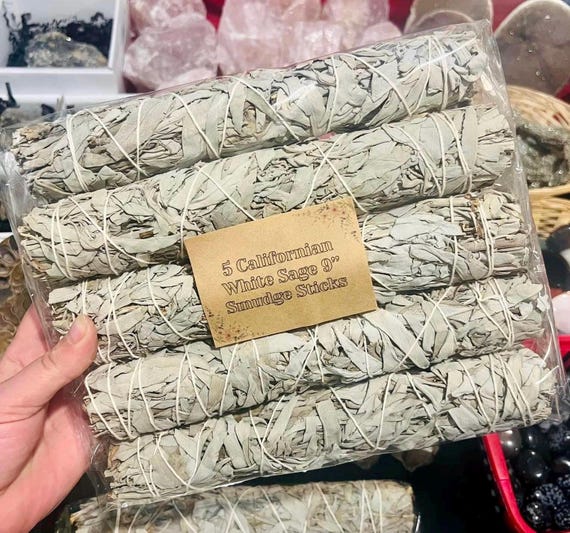 5 Californian
White Sage 9"
Smudge Sticks